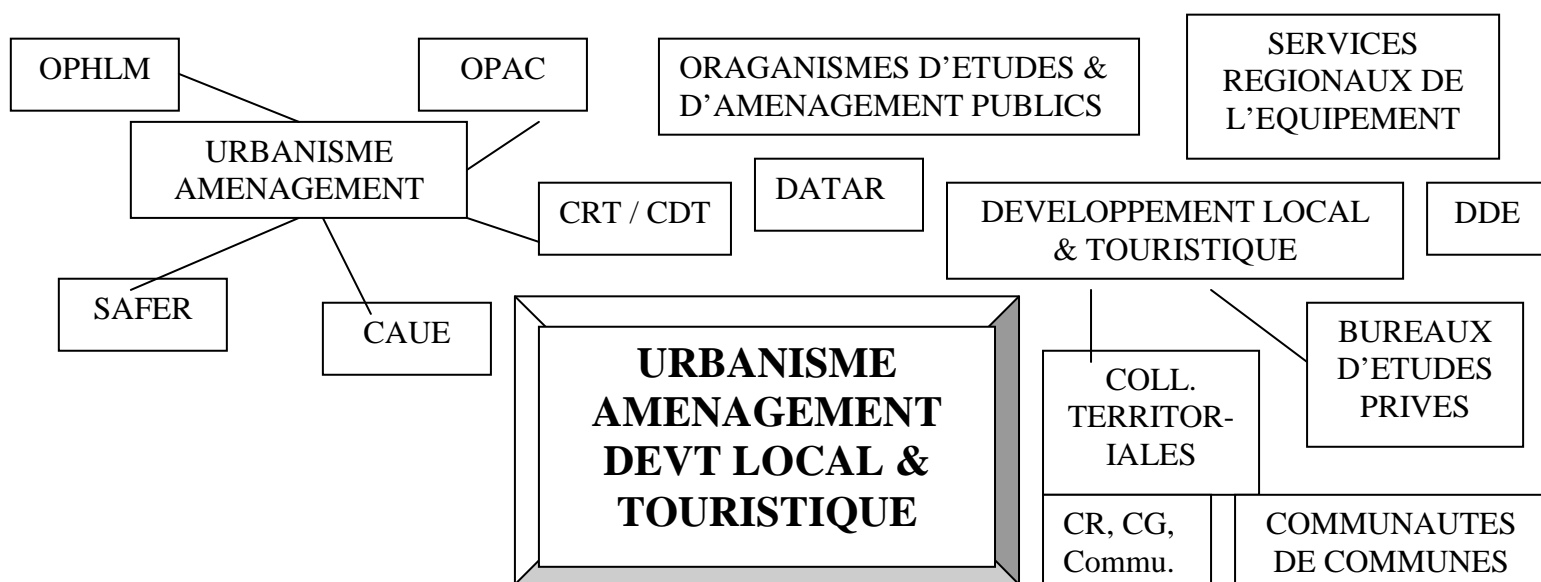 OPHLM
OPAC
ORAGANISMES D'ETUDES &
D'AMENAGEMENT PUBLICS
SERVICES
REGIONAUX DE
L'EQUIPEMENT
URBANISME
AMENAGEMENT
CRT / CDT
DATAR
DEVELOPPEMENT LOCAL
& TOURISTIQUE
DDE
SAFER
CAUE
URBANISME
AMENAGEMENT
DEVT LOCAL &
TOURISTIQUE
COLL.
TERRITOR-
IALES
BUREAUX
D'ETUDES
PRIVES
CR, CG,
Commu.
COMMUNAUTES
DE COMMUNES